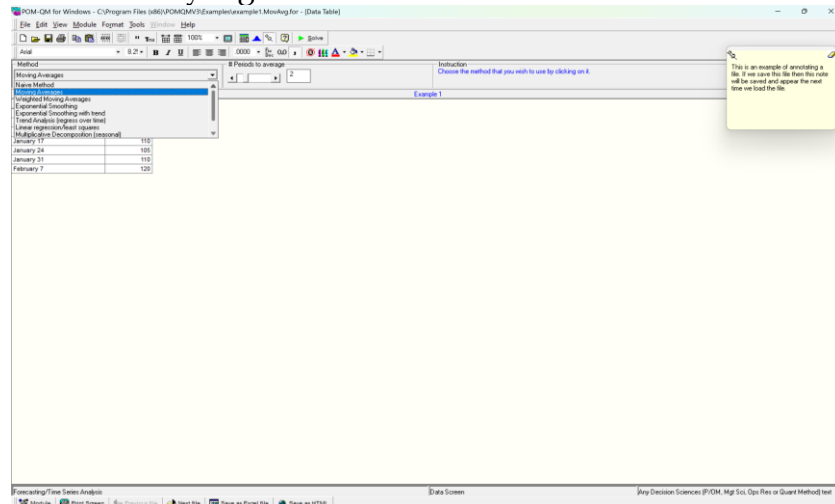 POM-QM for Windows - C:\Program Files (x86)\POMQMV3\Examples\example1.MovAvg.for - [Data Table]
File Edit View Module Format Tools Window Help
100% Solve
Arial 8.25 B I U .0000 0.0
Method
# Periods to average
Instruction
Moving Averages
2
Choose the method that you wish to use by clicking on it.
Naive Method
Moving Averages
Weighted Moving Averages
Exponential Smoothing
Exponential Smoothing with trend
Trend Analysis (regress over time)
Linear regression/least squares
Multiplicative Decomposition (seasonal)
Example 1
January 17 110
January 24 105
January 31 110
February 7 120
This is an example of annotating a
file. If we save this file then this note
will be saved and appear the next
time we load the file.
Forecasting/Time Series Analysis
Data Screen
(Any Decision Sciences (P/OM, Mgt Sci, Ops Res or Quant Method) text
Module Print Screen Previous file Next file Save as Excel file Save as HTML